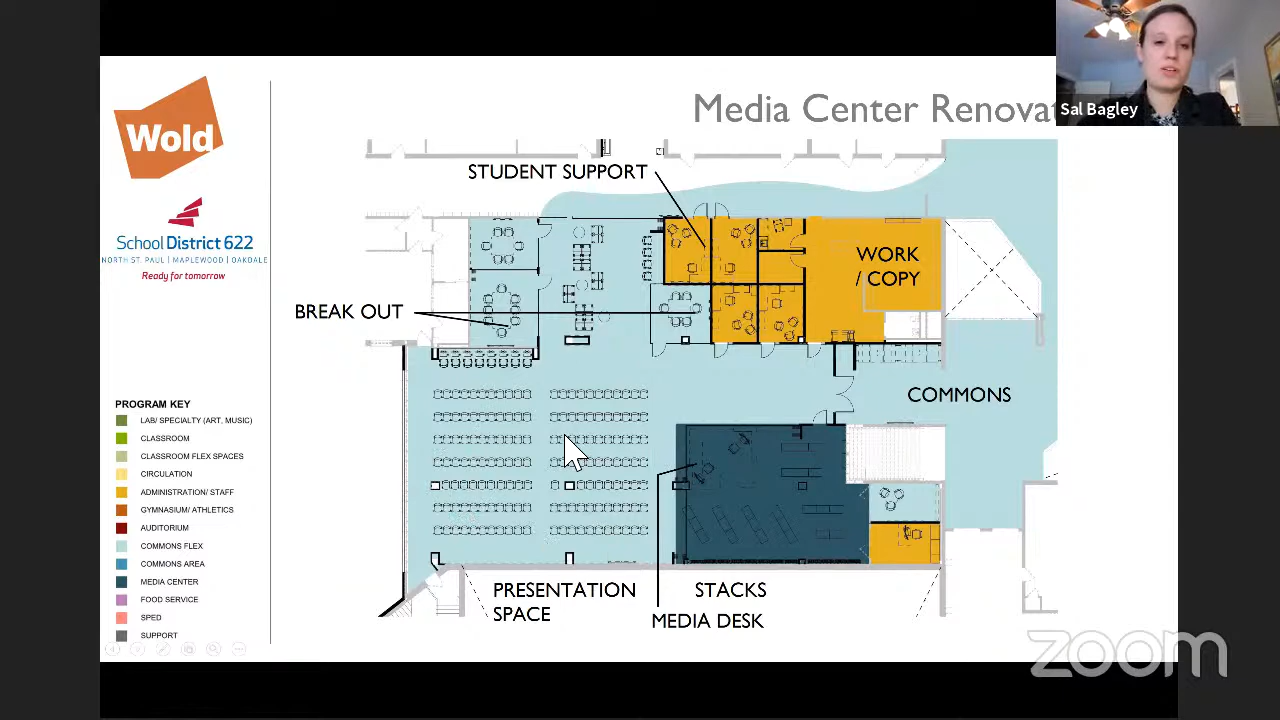 Sal Bagley
Media Center Renovat
Wold
School District 622
NORTH ST. PAUL | MAPLEWOOD | OAKDALE
Ready for tomorrow
STUDENT SUPPORT
WORK
/ COPY
BREAK OUT
COMMONS
PROGRAM KEY
LAB/ SPECIALTY (ART, MUSIC)
CLASSROOM
CLASSROOM FLEX SPACES
CIRCULATION
ADMINISTRATION/ STAFF
GYMNASIUM/ ATHLETICS
AUDITORIUM
COMMONS FLEX
COMMONS AREA
MEDIA CENTER
FOOD SERVICE
SPED
SUPPORT
PRESENTATION
SPACE
STACKS
MEDIA DESK
zoom